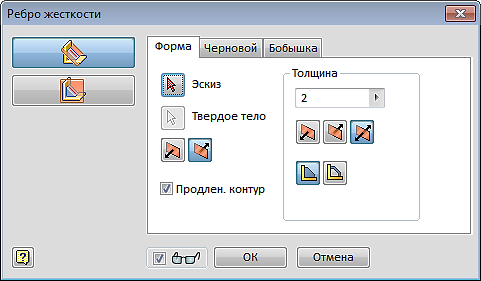 Ребро жесткости
Форма Черновой Бобышка
Эскиз
Твердое тело
Продлен. контур
Толщина
2
ОК Отмена